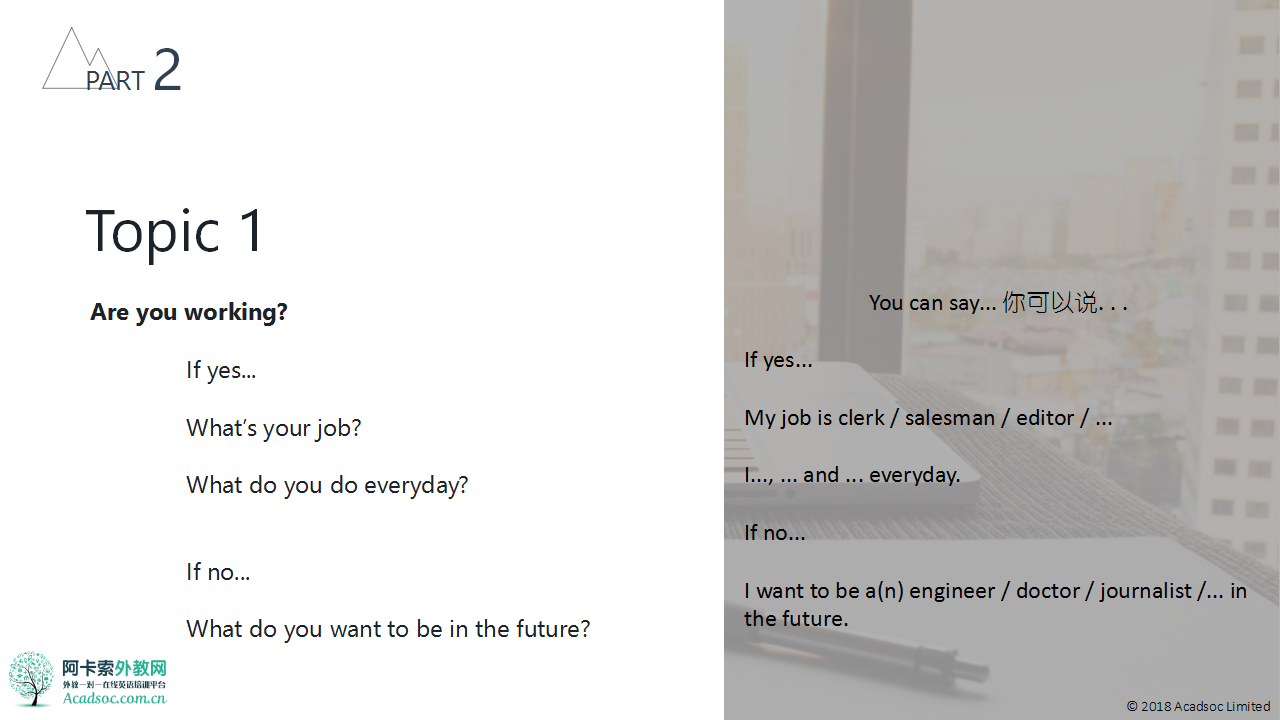 PART 2
Topic 1
Are you working?
If yes...
What's your job?
What do you do everyday?
If no...
What do you want to be in the future?
阿卡索外教网
外教一对一在线英语培训平台
Acadsoc.com.cn
You can say... 你可以说. . .
If yes...
My job is clerk / salesman / editor / ...
I..., ... and ... everyday.
If no...
I want to be a(n) engineer / doctor / journalist /... in
the future.
© 2018 Acadsoc Limited